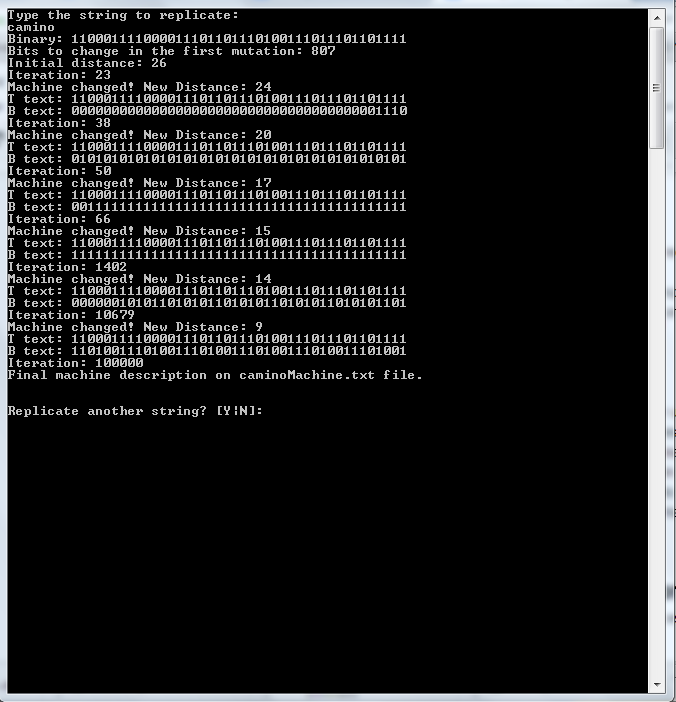 Type the string to replicate:
camino
Binary: 110001111000011101101110100111011101101111
Bits to change in the first mutation: 807
Initial distance: 26
Iteration: 23
Machine changed! New Distance: 24
T text: 110001111000011101101110100111011101101111
B text: 000000000000000000000000000000000000001110
Iteration: 38
Machine changed! New Distance: 20
T text: 110001111000011101101110100111011101101111
B text: 010101010101010101010101010101010101010101
Iteration: 50
Machine changed! New Distance: 17
T text: 110001111000011101101110100111011101101111
B text: 001111111111111111111111111111111111111111
Iteration: 66
Machine changed! New Distance: 15
T text: 110001111000011101101110100111011101101111
B text: 111111111111111111111111111111111111111111
Iteration: 1402
Machine changed! New Distance: 14
T text: 110001111000011101101110100111011101101111
B text: 000000101011010101101010110101011010101101
Iteration: 10679
Machine changed! New Distance: 9
T text: 110001111000011101101110100111011101101111
B text: 110100111010011101001110100111010011101001
Iteration: 100000
Final machine description on caminoMachine.txt file.
Replicate another string? [Y¦N]: